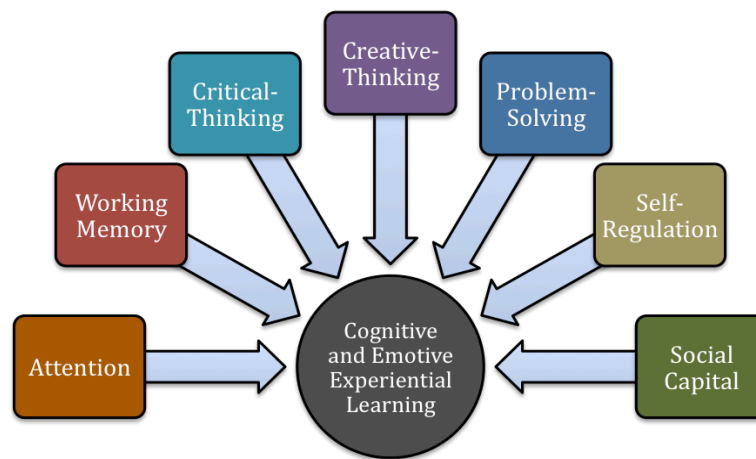 Creative-
Thinking
Critical-
Thinking
Problem-
Solving
Working
Memory
Self-
Regulation
Attention
Cognitive
and Emotive
Experiential
Learning
Social
Capital